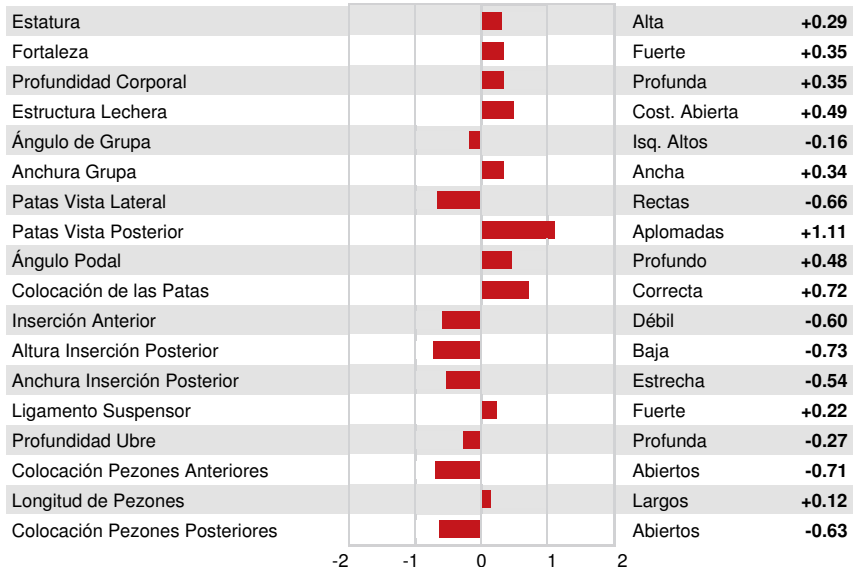 Estatura Alta +0.29
Fortaleza Fuerte +0.35
Profundidad Corporal Profunda +0.35
Estructura Lechera Cost. Abierta +0.49
Ángulo de Grupa Isq. Altos -0.16
Anchura Grupa Ancha +0.34
Patas Vista Lateral Rectas -0.66
Patas Vista Posterior Aplomadas +1.11
Ángulo Podal Profundo +0.48
Colocación de las Patas Correcta +0.72
Inserción Anterior Débil -0.60
Altura Inserción Posterior Baja -0.73
Anchura Inserción Posterior Estrecha -0.54
Ligamento Suspensor Fuerte +0.22
Profundidad Ubre Profunda -0.27
Colocación Pezones Anteriores Abiertos -0.71
Longitud de Pezones Largos +0.12
Colocación Pezones Posteriores Abiertos -0.63
-2 -1 0 1 2